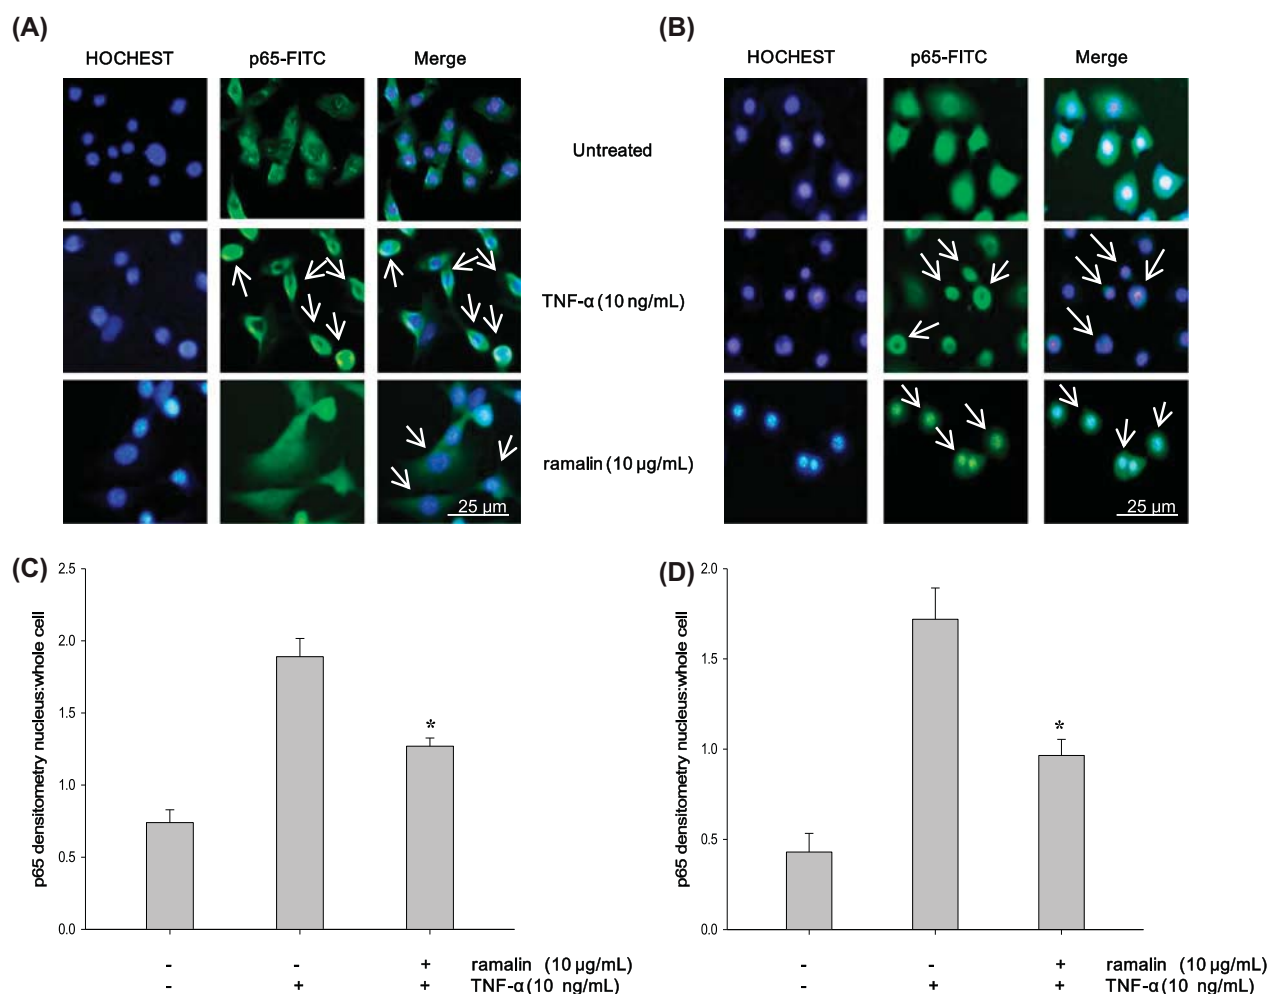 (A)
HOCHEST p65-FITC Merge
(B)
HOCHEST p65-FITC Merge
Untreated
TNF-α (10 ng/mL)
ramalin (10 µg/mL)
25 µm
25 µm
(C)
p65 densitometry nucleus:whole cell
2.5
2.0
1.5
1.0
0.5
0.0
*
- - + ramalin (10 µg/mL)
- + + TNF-α (10 ng/mL)
(D)
p65 densitometry nucleus:whole cell
2.0
1.5
1.0
0.5
0.0
*
- - + ramalin (10 µg/mL)
- + + TNF-α (10 ng/mL)